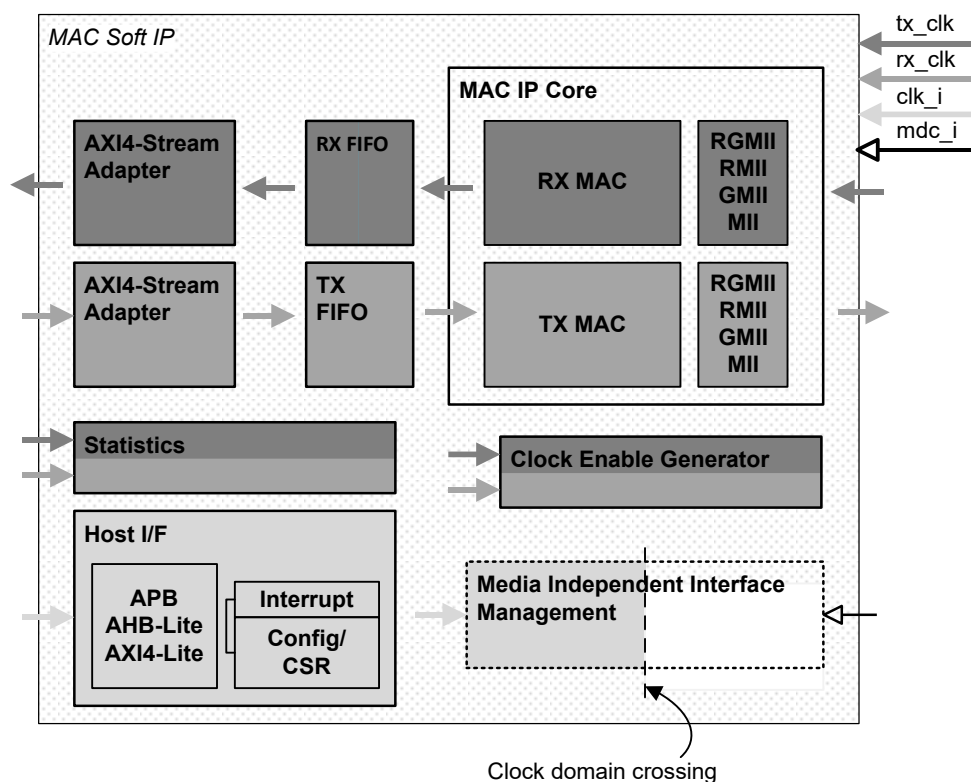 MAC Soft IP
tx_clk
rx_clk
clk_i
mdc_i
MAC IP Core
AXI4-Stream
Adapter
RX FIFO
RX MAC
RGMII
RMII
GMII
MII
AXI4-Stream
Adapter
TX
FIFO
TX MAC
RGMII
RMII
GMII
MII
Statistics
Clock Enable Generator
Host I/F
APB
AHB-Lite
AXI4-Lite
Interrupt
Config/
CSR
Media Independent Interface
Management
Clock domain crossing